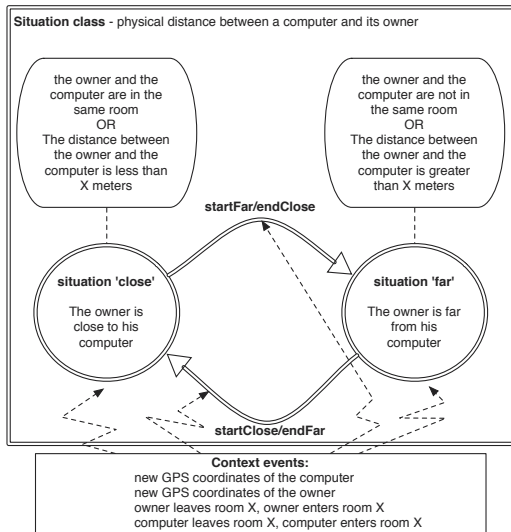 Situation class - physical distance between a computer and its owner
the owner and the
computer are in the
same room
OR
The distance between
the owner and the
computer is less than
X meters
the owner and the
computer are not in
the same room
OR
The distance between
the owner and the
computer is greater
than X meters
startFar/endClose
situation 'close'
The owner is
close to his
computer
situation 'far'
The owner is far
from his
computer
startClose/endFar
Context events:
new GPS coordinates of the computer
new GPS coordinates of the owner
owner leaves room X, owner enters room X
computer leaves room X, computer enters room X